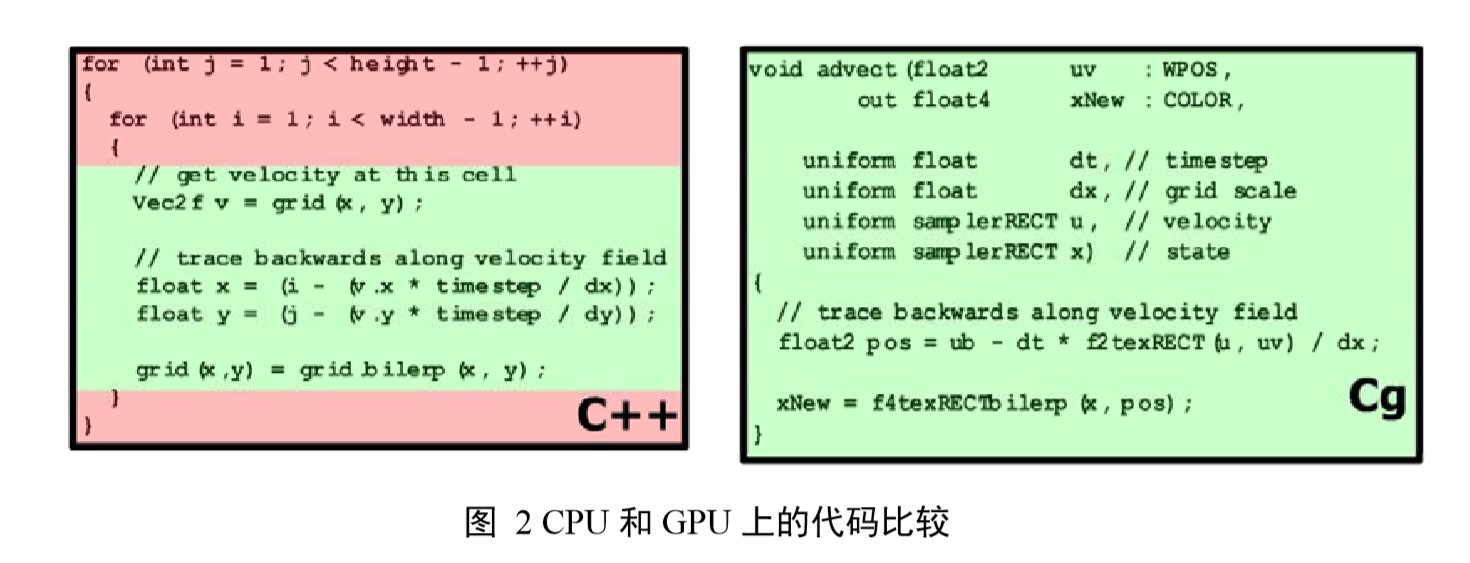 for (int j = 1; j < height - 1; ++j)
{
for (int i = 1; i < width - 1; ++i)
{
// get velocity at this cell
Vec2f v = grid(x, y);
// trace backwards along velocity field
float x = (i - (v.x * timestep / dx));
float y = (j - (v.y * timestep / dy));
grid(x,y) = grid.bilerp(x, y);
}
}
C++
void advect(float2 uv : WPOS,
out float4 xNew : COLOR,
uniform float dt, // timestep
uniform float dx, // grid scale
uniform samplerRECT u, // velocity
uniform samplerRECT x) // state
{
// trace backwards along velocity field
float2 pos = ub - dt * f2texRECT(u, uv) / dx;
xNew = f4texRECTbilerp(x, pos);
}
Cg
图 2 CPU 和 GPU 上的代码比较